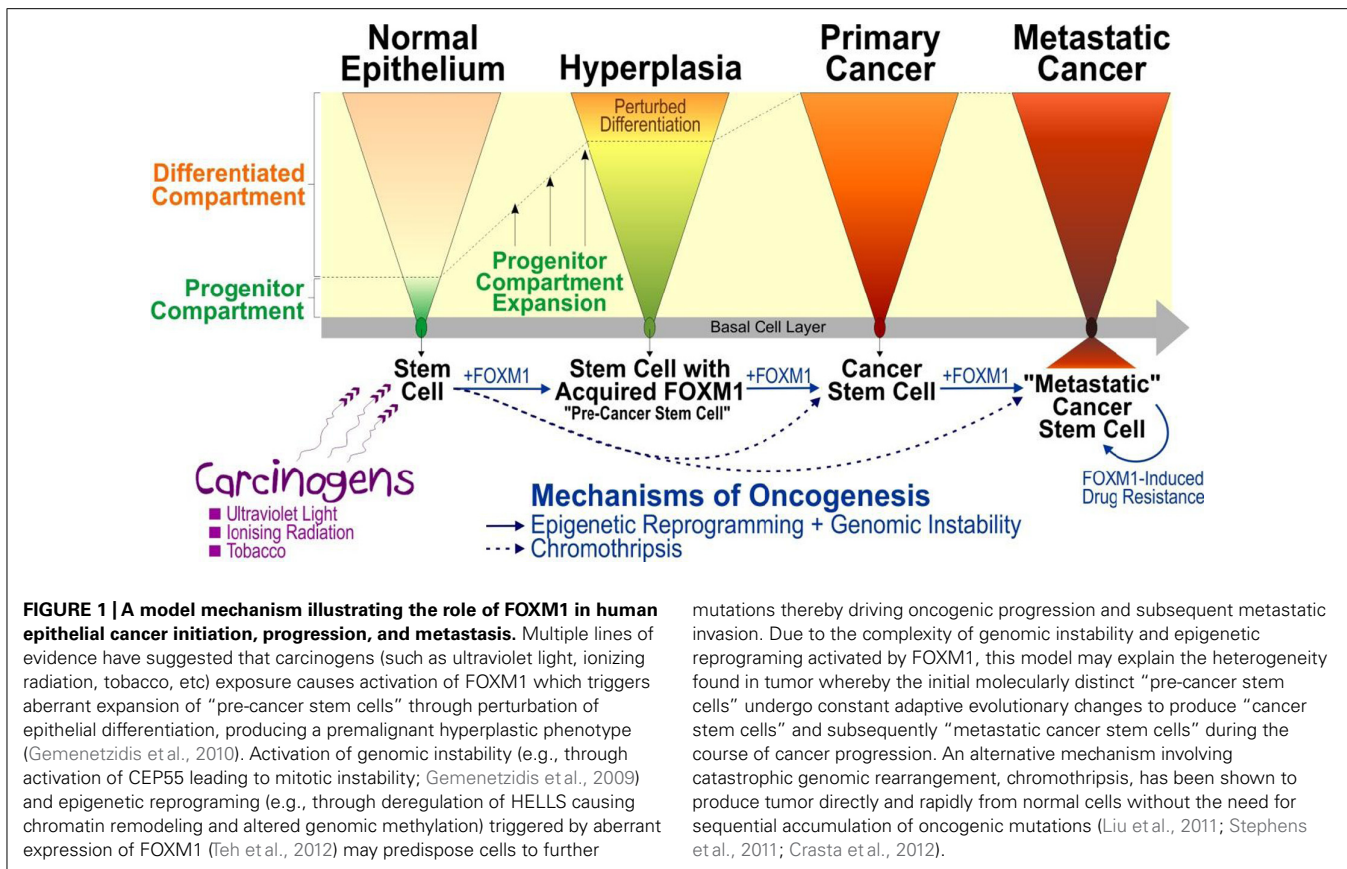 Normal
Epithelium
Hyperplasia
Primary
Cancer
Metastatic
Cancer
Perturbed
Differentiation
Differentiated
Compartment
Progenitor
Compartment
Progenitor
Compartment
Expansion
Basal Cell Layer
Stem
Cell
+FOXM1
Stem Cell with
Acquired FOXM1
"Pre-Cancer Stem Cell"
+FOXM1
Cancer
Stem Cell
+FOXM1
"Metastatic"
Cancer
Stem Cell
FOXM1-Induced
Drug Resistance
Carcinogens
Ultraviolet Light
Ionising Radiation
Tobacco
Mechanisms of Oncogenesis
Epigenetic Reprogramming + Genomic Instability
Chromothripsis
FIGURE 1 | A model mechanism illustrating the role of FOXM1 in human
epithelial cancer initiation, progression, and metastasis. Multiple lines of
evidence have suggested that carcinogens (such as ultraviolet light, ionizing
radiation, tobacco, etc) exposure causes activation of FOXM1 which triggers
aberrant expansion of “pre-cancer stem cells” through perturbation of
epithelial differentiation, producing a premalignant hyperplastic phenotype
(Gemenetzidis et al., 2010). Activation of genomic instability (e.g., through
activation of CEP55 leading to mitotic instability; Gemenetzidis et al., 2009)
and epigenetic reprograming (e.g., through deregulation of HELLS causing
chromatin remodeling and altered genomic methylation) triggered by aberrant
expression of FOXM1 (Teh et al., 2012) may predispose cells to further
mutations thereby driving oncogenic progression and subsequent metastatic
invasion. Due to the complexity of genomic instability and epigenetic
reprograming activated by FOXM1, this model may explain the heterogeneity
found in tumor whereby the initial molecularly distinct “pre-cancer stem
cells” undergo constant adaptive evolutionary changes to produce “cancer
stem cells” and subsequently “metastatic cancer stem cells” during the
course of cancer progression. An alternative mechanism involving
catastrophic genomic rearrangement, chromothripsis, has been shown to
produce tumor directly and rapidly from normal cells without the need for
sequential accumulation of oncogenic mutations (Liu et al., 2011; Stephens
et al., 2011; Crasta et al., 2012).